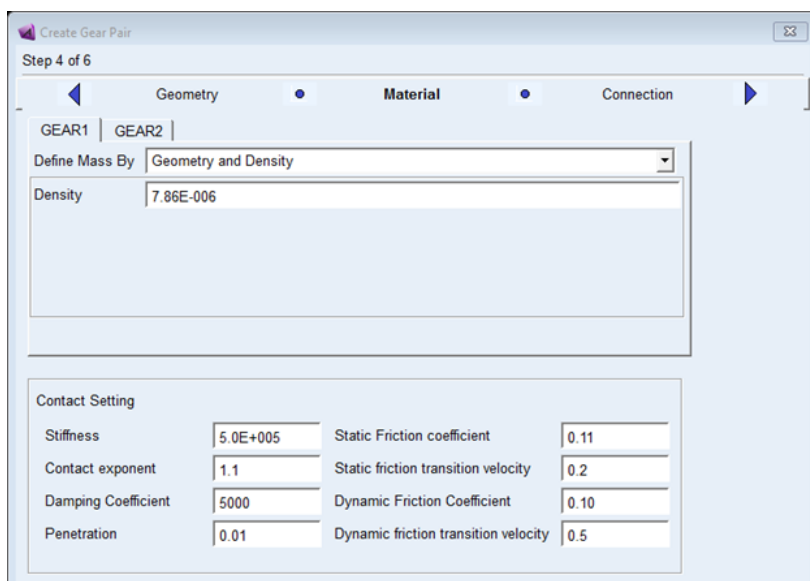 Create Gear Pair
Step 4 of 6
Geometry Material Connection
GEAR1 GEAR2
Define Mass By Geometry and Density
Density 7.86E-006
Contact Setting
Stiffness 5.0E+005 Static Friction coefficient 0.11
Contact exponent 1.1 Static friction transition velocity 0.2
Damping Coefficient 5000 Dynamic Friction Coefficient 0.10
Penetration 0.01 Dynamic friction transition velocity 0.5